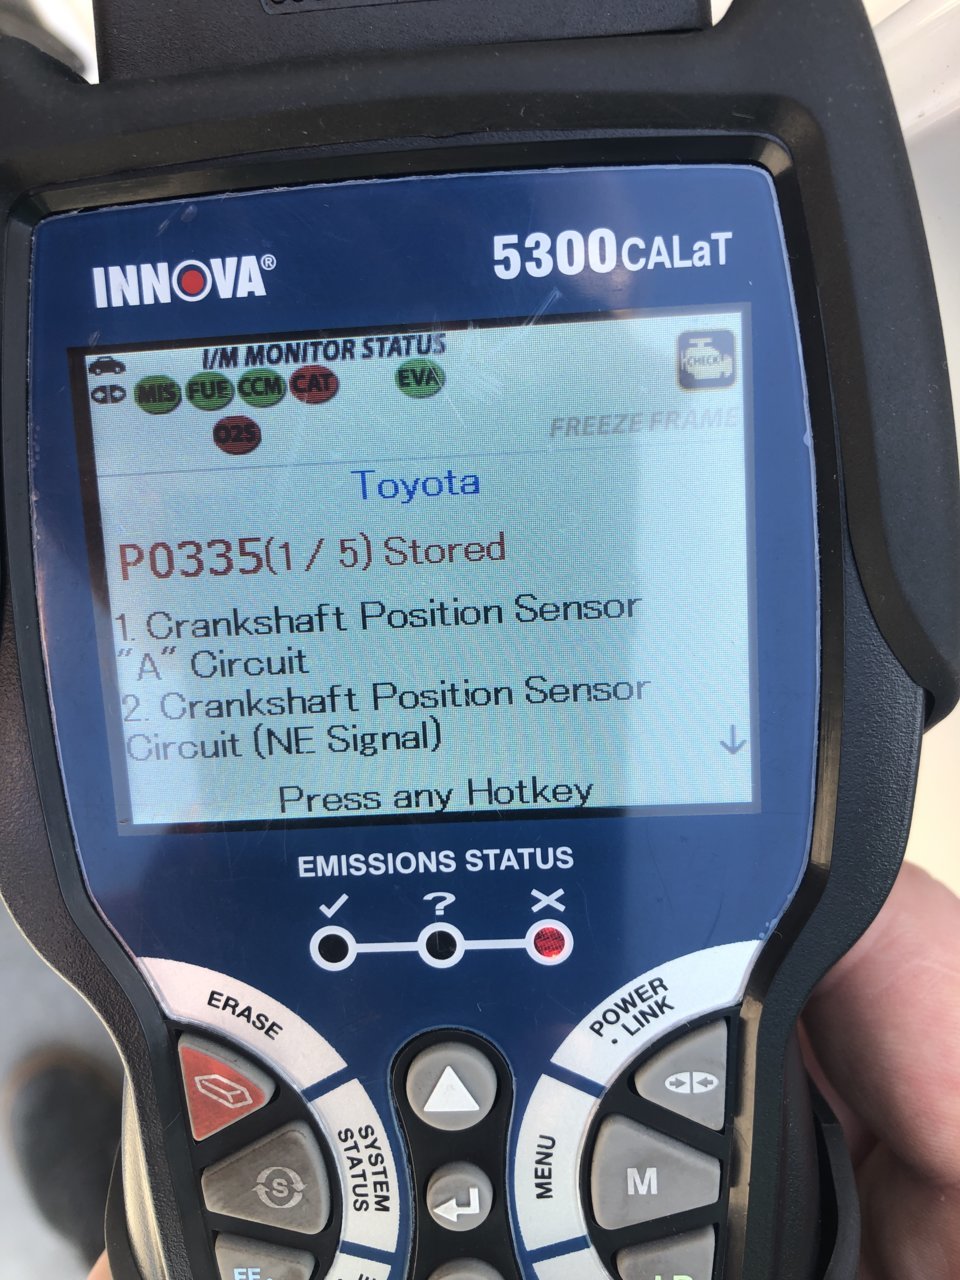 INNOVA®
5300CALaT
I/M MONITOR STATUS
MIS FUE CCM CAT EVA
CHECK
O2S
FREEZE FRAME
Toyota
P0335(1 / 5) Stored
1. Crankshaft Position Sensor
"A" Circuit
2. Crankshaft Position Sensor
Circuit (NE Signal)
↓
Press any Hotkey
EMISSIONS STATUS
✓ ? X
ERASE
POWER
LINK
SYSTEM
STATUS
S
MENU
M